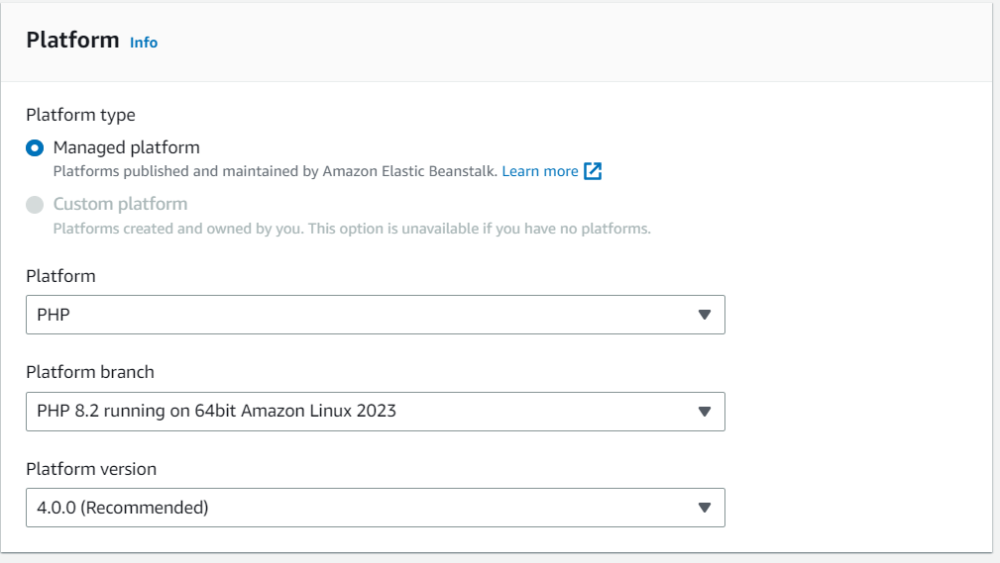 Platform Info
Platform type
Managed platform
Platforms published and maintained by Amazon Elastic Beanstalk. Learn more
Custom platform
Platforms created and owned by you. This option is unavailable if you have no platforms.
Platform
PHP
Platform branch
PHP 8.2 running on 64bit Amazon Linux 2023
Platform version
4.0.0 (Recommended)